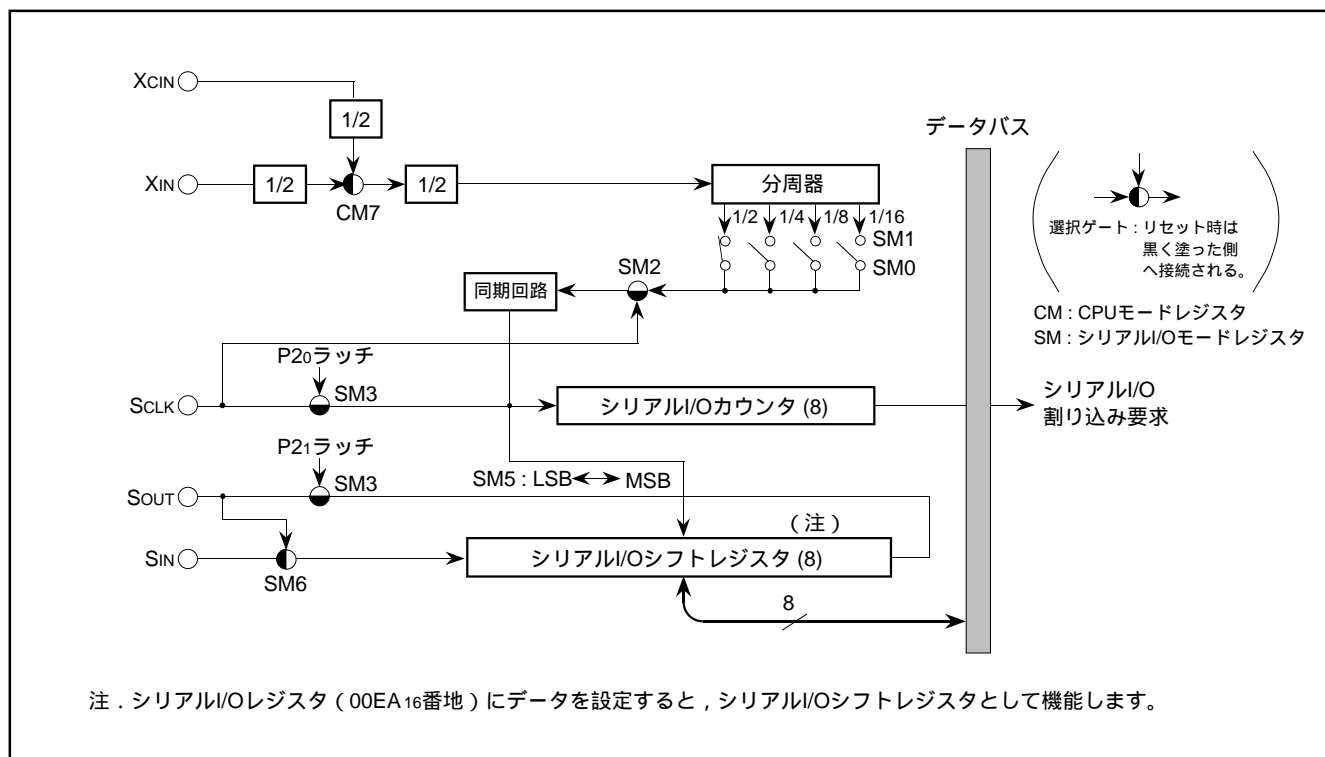 XCIN
1/2
データバス
XIN
1/2
1/2
分周器
CM7
1/2
1/4
1/8
1/16
SM1
SM0
選択ゲート : リセット時は
黒く塗った側
へ接続される。
SM2
同期回路
CM : CPUモードレジスタ
SM : シリアルI/Oモードレジスタ
P20ラッチ
SM3
SCLK
シリアルI/Oカウンタ (8)
シリアルI/O
割り込み要求
P21ラッチ
SM3
SM5 : LSB
MSB
SOUT
(注)
SIN
シリアルI/Oシフトレジスタ (8)
SM6
8
注．シリアルI/Oレジスタ（00EA16番地）にデータを設定すると，シリアルI/Oシフトレジスタとして機能します。